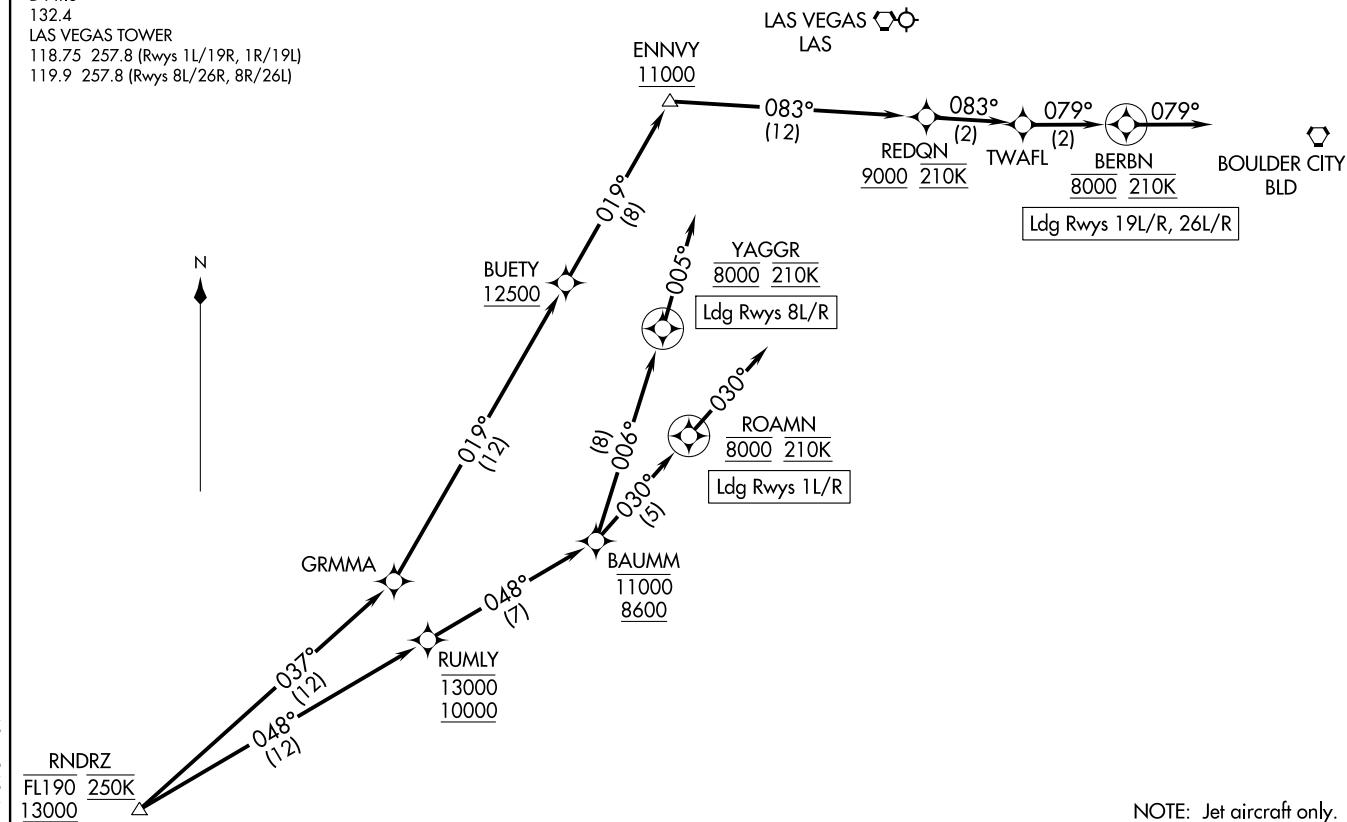 132.4
LAS VEGAS TOWER
118.75 257.8 (Rwys 1L/19R, 1R/19L)
119.9 257.8 (Rwys 8L/26R, 8R/26L)
LAS VEGAS
LAS
ENNVY
11000
083°
(12)
083°
(2)
079°
(2)
079°
REDQN
9000 210K
TWAFL
BERBN
8000 210K
Ldg Rwys 19L/R, 26L/R
BOULDER CITY
BLD
019°
(8)
N
BUETY
12500
005°
YAGGR
8000 210K
Ldg Rwys 8L/R
019°
(12)
(8)
006°
030°
ROAMN
8000 210K
Ldg Rwys 1L/R
030°
(5)
GRMMA
BAUMM
11000
8600
048°
(7)
037°
(12)
RUMLY
13000
10000
048°
(12)
RNDRZ
FL190 250K
13000
NOTE: Jet aircraft only.